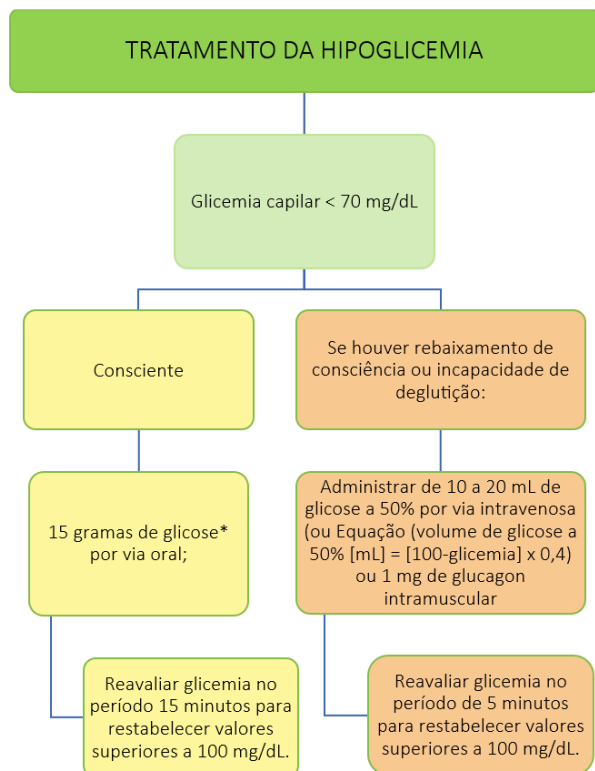 TRATAMENTO DA HIPOGLICEMIA
Glicemia capilar < 70 mg/dL
Consciente
Se houver rebaixamento de
consciência ou incapacidade de
deglutição:
15 gramas de glicose*
por via oral;
Administrar de 10 a 20 mL de
glicose a 50% por via intravenosa
(ou Equação (volume de glicose a
50% [mL] = [100-glicemia] x 0,4)
ou 1 mg de glucagon
intramuscular
Reavaliar glicemia no
período 15 minutos para
restabelecer valores
superiores a 100 mg/dL.
Reavaliar glicemia no
período de 5 minutos
para restabelecer valores
superiores a 100 mg/dL.